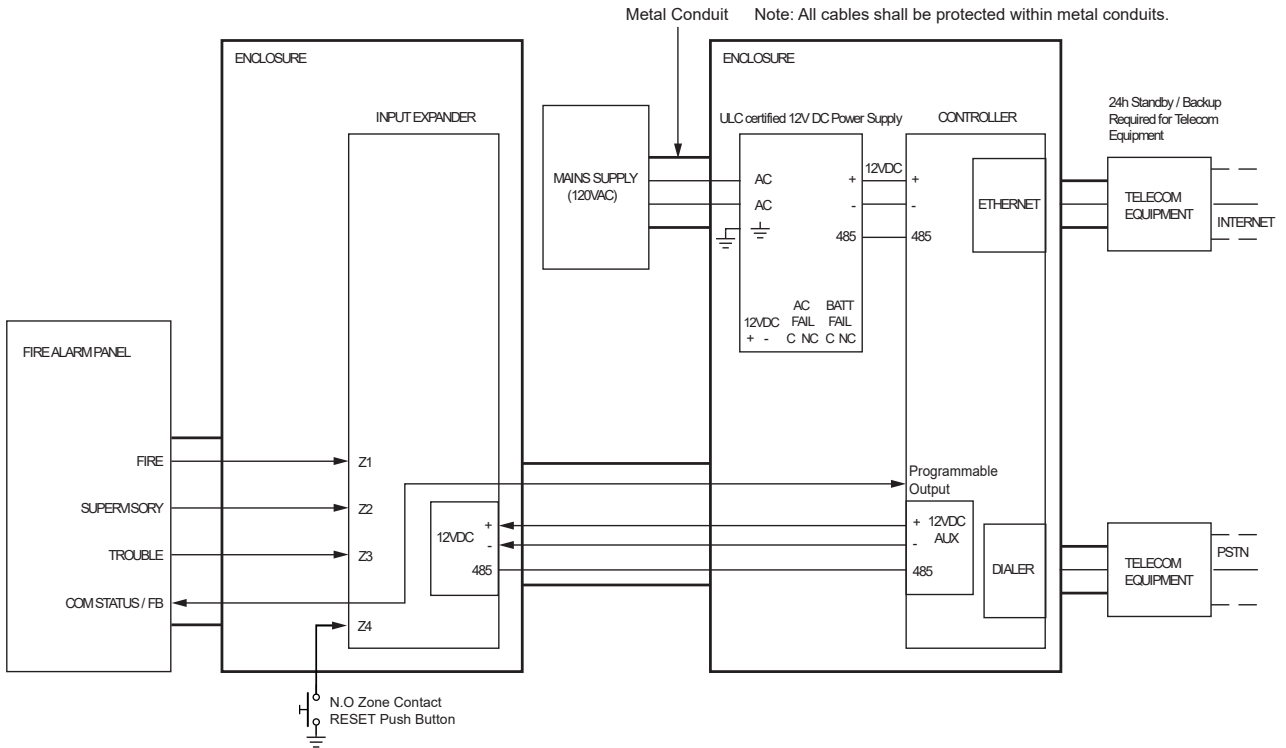 Metal Conduit
Note: All cables shall be protected within metal conduits.
ENCLOSURE
INPUT EXPANDER
FIRE ALARM PANEL
FIRE
SUPERVISORY
TROUBLE
COM STATUS / FB
Z1
Z2
Z3
Z4
12VDC
+
-
485
N.O Zone Contact
RESET Push Button
MAINS SUPPLY
(120VAC)
ENCLOSURE
ULC certified 12V DC Power Supply
AC
AC
+
-
485
12VDC
+ -
AC
FAIL
C NC
BATT
FAIL
C NC
12VDC
CONTROLLER
+
-
485
ETHERNET
Programmable
Output
+ 12VDC
- AUX
485
DIALER
24h Standby / Backup
Required for Telecom
Equipment
TELECOM
EQUIPMENT
INTERNET
TELECOM
EQUIPMENT
PSTN